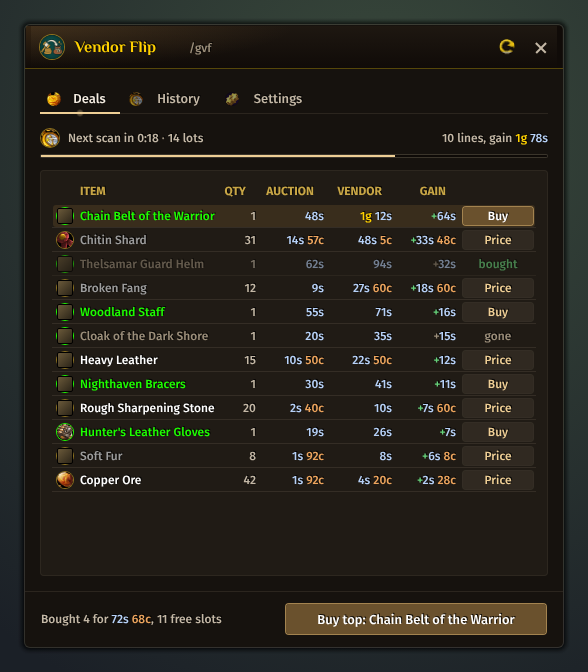 Vendor Flip /gvf
Deals History Settings
Next scan in 0:18 · 14 lots 10 lines, gain 1g 78s
ITEM QTY AUCTION VENDOR GAIN
Chain Belt of the Warrior 1 48s 1g 12s +64s Buy
Chitin Shard 31 14s 57c 48s 5c +33s 48c Price
Thelsamar Guard Helm 1 62s 94s +32s bought
Broken Fang 12 9s 27s 60c +18s 60c Price
Woodland Staff 1 55s 71s +16s Buy
Cloak of the Dark Shore 1 20s 35s +15s gone
Heavy Leather 15 10s 50c 22s 50c +12s Price
Nighthaven Bracers 1 30s 41s +11s Buy
Rough Sharpening Stone 20 2s 40c 10s +7s 60c Price
Hunter's Leather Gloves 1 19s 26s +7s Buy
Soft Fur 8 1s 92c 8s +6s 8c Price
Copper Ore 42 1s 92c 4s 20c +2s 28c Price
Bought 4 for 72s 68c, 11 free slots Buy top: Chain Belt of the Warrior